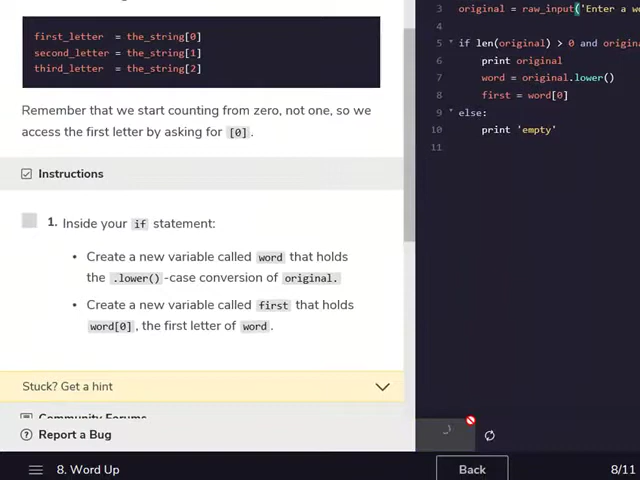 first_letter = the_string[0]
second_letter = the_string[1]
third_letter = the_string[2]
Remember that we start counting from zero, not one, so we
access the first letter by asking for [0].
Instructions
1. Inside your if statement:
• Create a new variable called word that holds
the .lower()-case conversion of original.
• Create a new variable called first that holds
word[0], the first letter of word.
Stuck? Get a hint
Community Forums
Report a Bug
8. Word Up
3 original = raw_input('Enter a wo
5 if len(original) > 0 and origina
6 print original
7 word = original.lower()
8 first = word[0]
9 else:
10 print 'empty'
11
Back
8/11